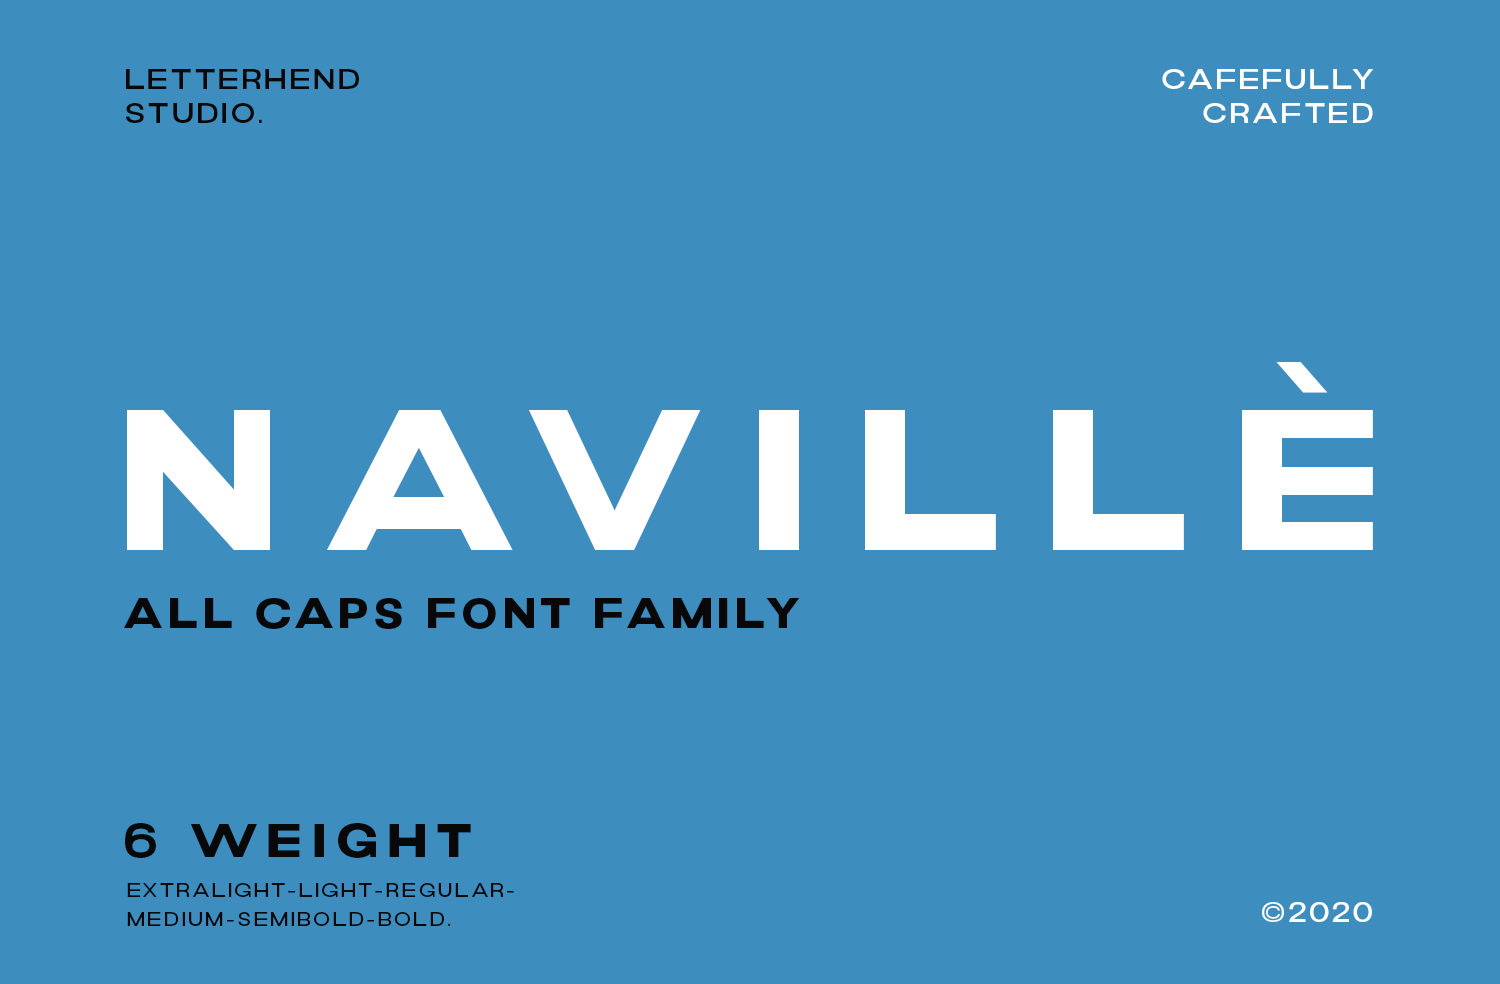 LETTERHEND
STUDIO.
CAFEFULLY
CRAFTED
NAVILLÈ
ALL CAPS FONT FAMILY
6 WEIGHT
EXTRALIGHT-LIGHT-REGULAR-
MEDIUM-SEMIBOLD-BOLD.
©2020